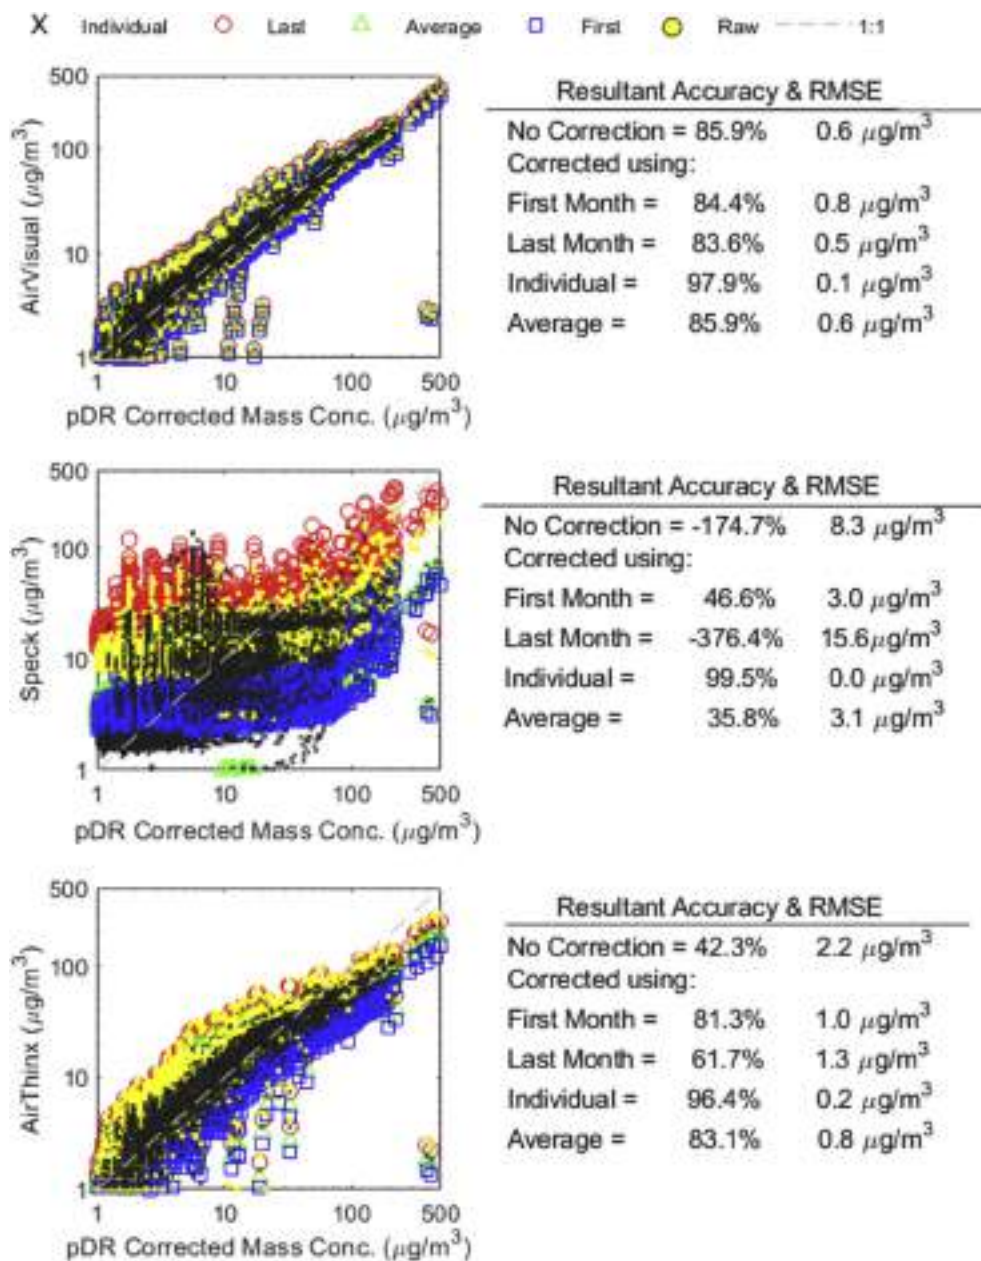 X Individual Last Average First Raw 1:1
500
100
10
1
1 10 100 500
AirVisual (μg/m³)
pDR Corrected Mass Conc. (μg/m³)
Resultant Accuracy & RMSE
No Correction = 85.9% 0.6 μg/m³
Corrected using:
First Month = 84.4% 0.8 μg/m³
Last Month = 83.6% 0.5 μg/m³
Individual = 97.9% 0.1 μg/m³
Average = 85.9% 0.6 μg/m³
500
100
10
1
1 10 100 500
Speck (μg/m³)
pDR Corrected Mass Conc. (μg/m³)
Resultant Accuracy & RMSE
No Correction = -174.7% 8.3 μg/m³
Corrected using:
First Month = 46.6% 3.0 μg/m³
Last Month = -376.4% 15.6μg/m³
Individual = 99.5% 0.0 μg/m³
Average = 35.8% 3.1 μg/m³
500
100
10
1
1 10 100 500
AirThinx (μg/m³)
pDR Corrected Mass Conc. (μg/m³)
Resultant Accuracy & RMSE
No Correction = 42.3% 2.2 μg/m³
Corrected using:
First Month = 81.3% 1.0 μg/m³
Last Month = 61.7% 1.3 μg/m³
Individual = 96.4% 0.2 μg/m³
Average = 83.1% 0.8 μg/m³